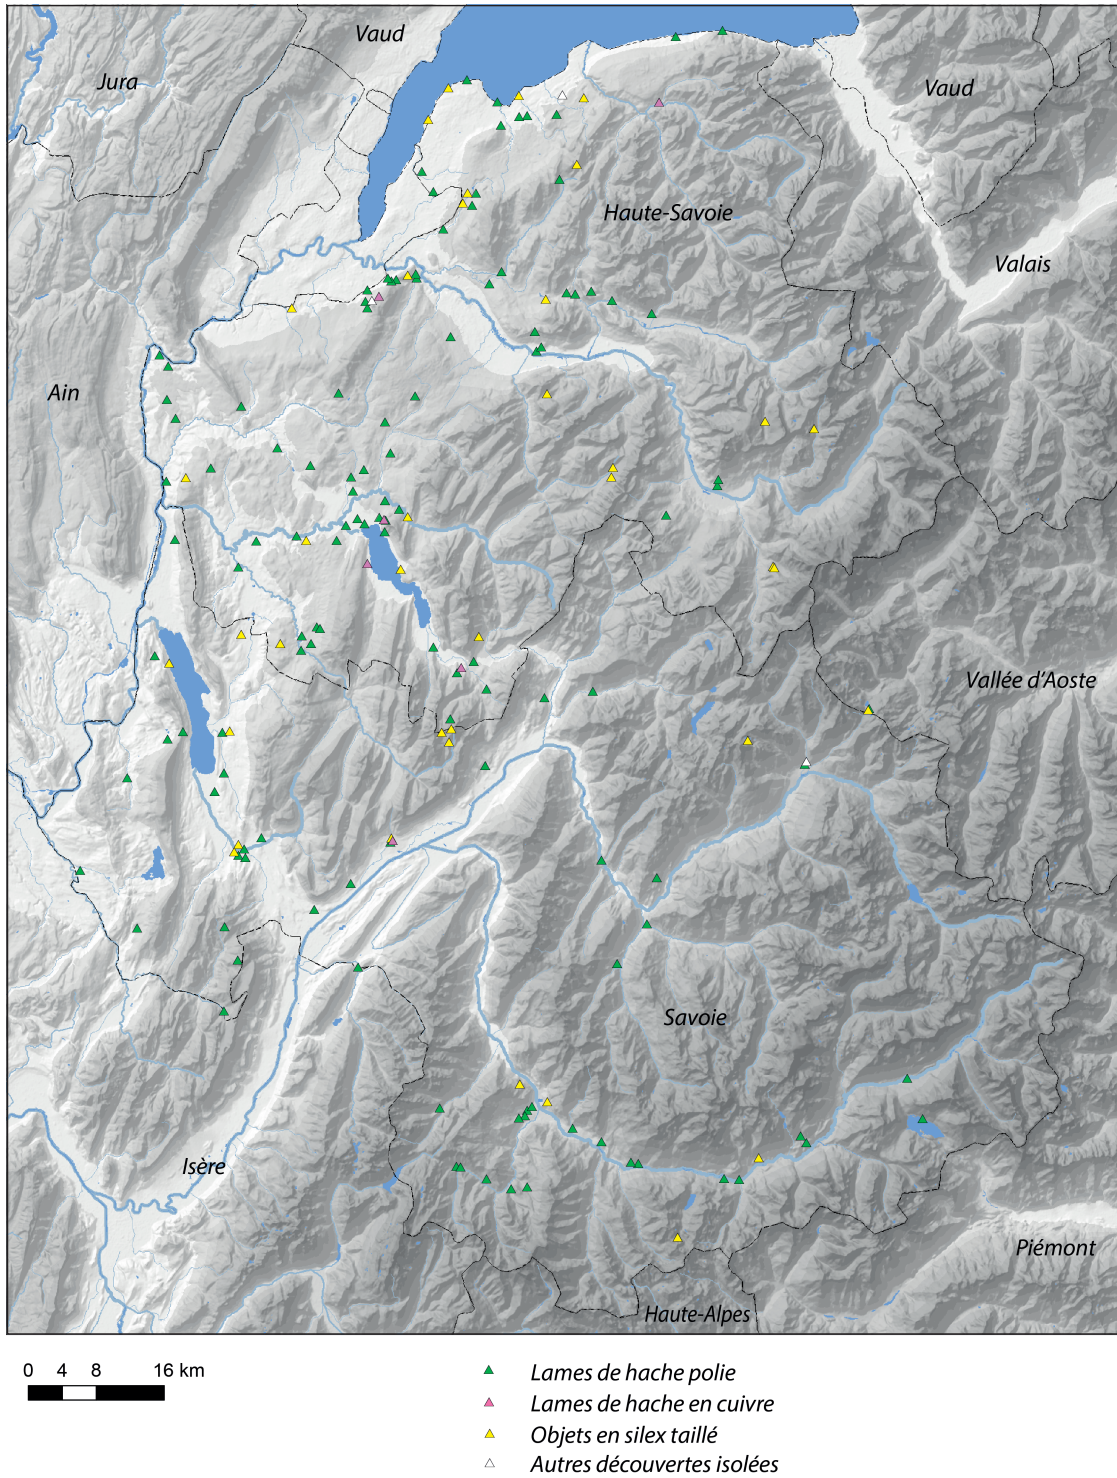 Vaud
Jura
Vaud
Haute-Savoie
Valais
Ain
Vallée d'Aoste
Savoie
Isère
Piémont
Haute-Alpes
0 4 8 16 km
Lames de hache polie
Lames de hache en cuivre
Objets en silex taillé
Autres découvertes isolées